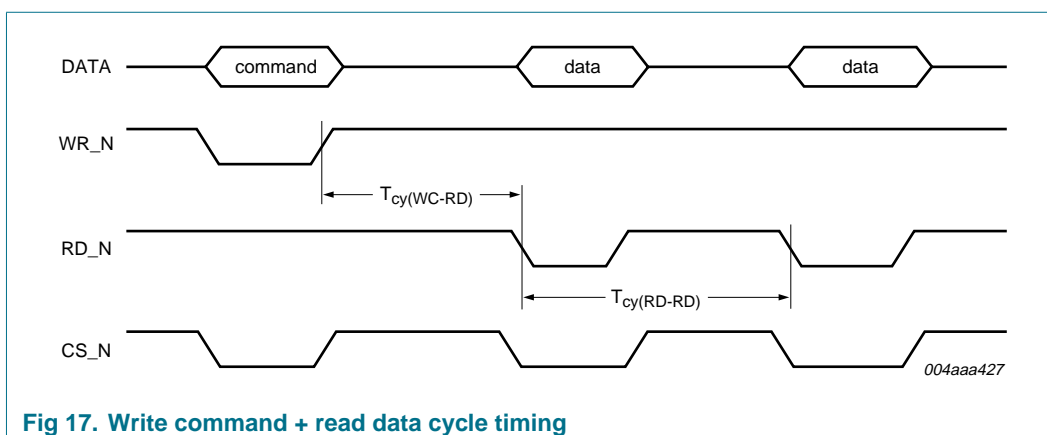 DATA
command
data
data
WR_N
Tcy(WC-RD)
RD_N
Tcy(RD-RD)
CS_N
004aaa427
Fig 17. Write command + read data cycle timing